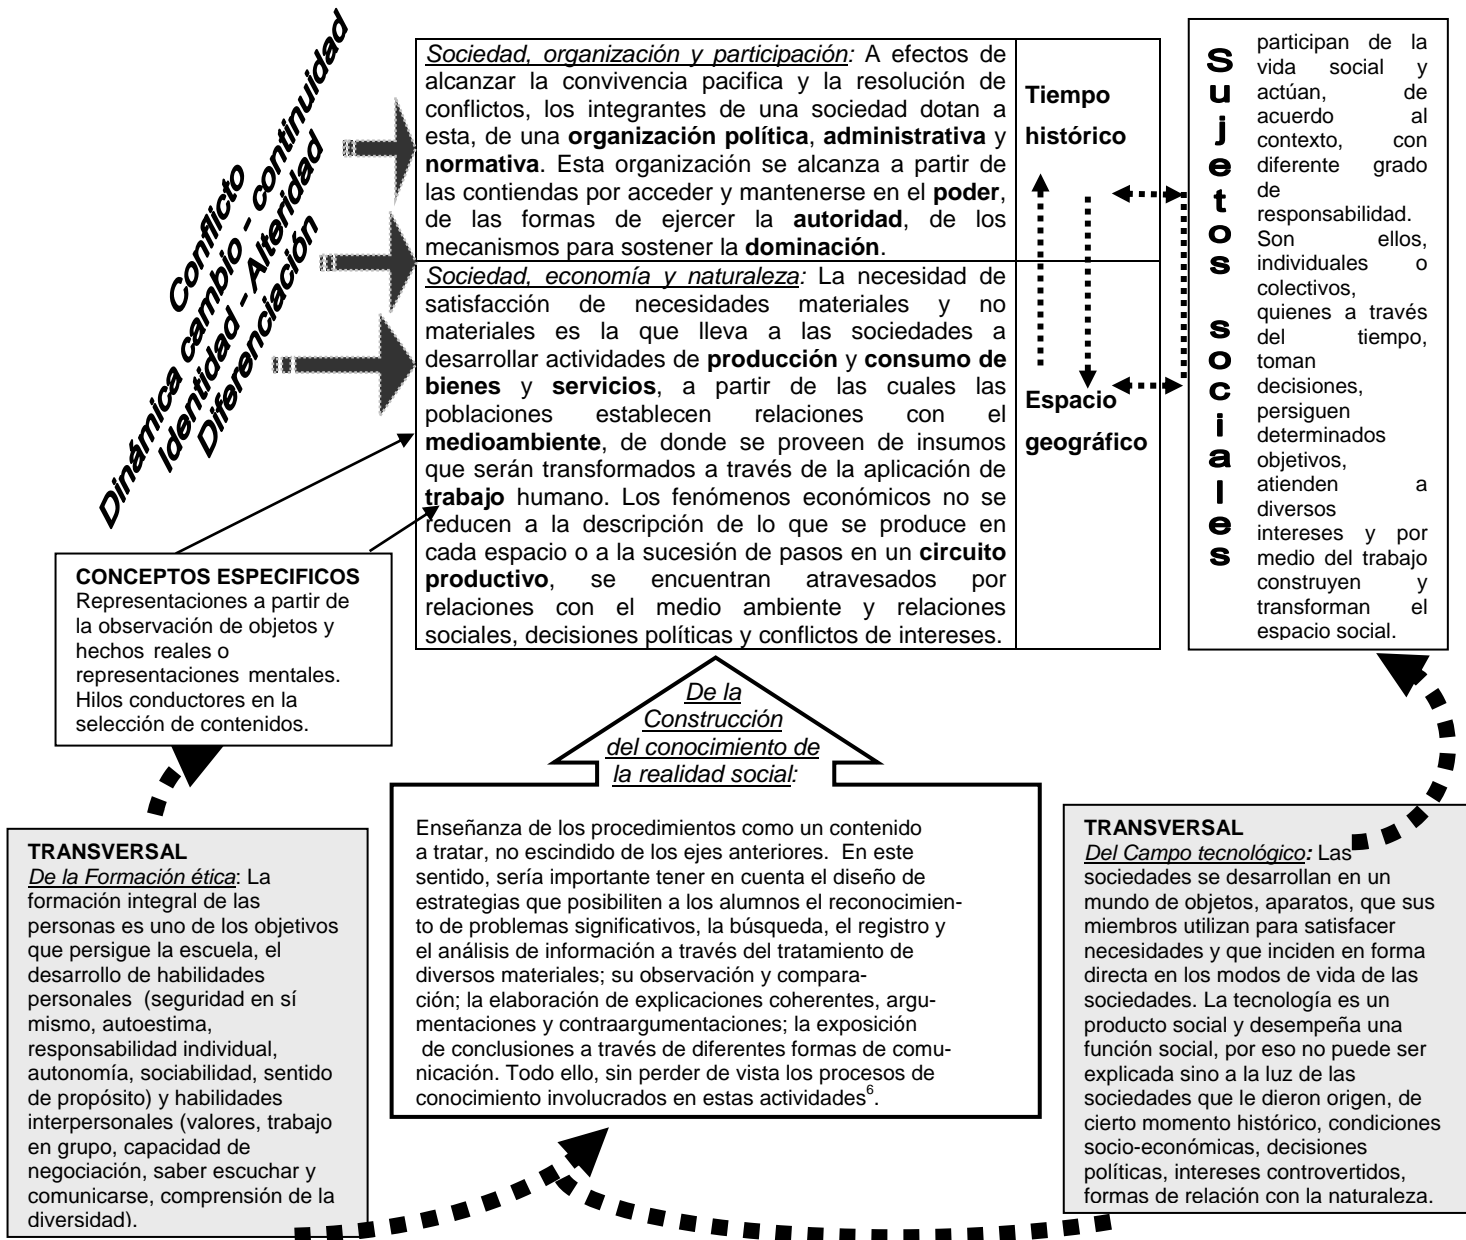 Conflicto
Dinámica cambio - continuidad
Identidad - Alteridad
Diferenciación
Sociedad, organización y participación: A efectos de
alcanzar la convivencia pacifica y la resolución de
conflictos, los integrantes de una sociedad dotan a
esta, de una organización política, administrativa y
normativa. Esta organización se alcanza a partir de
las contiendas por acceder y mantenerse en el poder,
de las formas de ejercer la autoridad, de los
mecanismos para sostener la dominación.
Sociedad, economía y naturaleza: La necesidad de
satisfacción de necesidades materiales y no
materiales es la que lleva a las sociedades a
desarrollar actividades de producción y consumo de
bienes y servicios, a partir de las cuales las
poblaciones establecen relaciones con el
medioambiente, de donde se proveen de insumos
que serán transformados a través de la aplicación de
trabajo humano. Los fenómenos económicos no se
reducen a la descripción de lo que se produce en
cada espacio o a la sucesión de pasos en un circuito
productivo, se encuentran atravesados por
relaciones con el medio ambiente y relaciones
sociales, decisiones políticas y conflictos de intereses.
Tiempo
histórico
Espacio
geográfico
Sujetos sociales
participan de la
vida social y
actúan, de
acuerdo al
contexto, con
diferente grado
de
responsabilidad.
Son ellos,
individuales o
colectivos,
quienes a través
del tiempo,
toman
decisiones,
persiguen
determinados
objetivos,
atienden a
diversos
intereses y por
medio del trabajo
construyen y
transforman el
espacio social.
CONCEPTOS ESPECIFICOS
Representaciones a partir de
la observación de objetos y
hechos reales o
representaciones mentales.
Hilos conductores en la
selección de contenidos.
De la
Construcción
del conocimiento de
la realidad social:
Enseñanza de los procedimientos como un contenido
a tratar, no escindido de los ejes anteriores. En este
sentido, sería importante tener en cuenta el diseño de
estrategias que posibiliten a los alumnos el reconocimien-
to de problemas significativos, la búsqueda, el registro y
el análisis de información a través del tratamiento de
diversos materiales; su observación y compara-
ción; la elaboración de explicaciones coherentes, argu-
mentaciones y contraargumentaciones; la exposición
de conclusiones a través de diferentes formas de comu-
nicación. Todo ello, sin perder de vista los procesos de
conocimiento involucrados en estas actividades6.
TRANSVERSAL
De la Formación ética: La
formación integral de las
personas es uno de los objetivos
que persigue la escuela, el
desarrollo de habilidades
personales (seguridad en sí
mismo, autoestima,
responsabilidad individual,
autonomía, sociabilidad, sentido
de propósito) y habilidades
interpersonales (valores, trabajo
en grupo, capacidad de
negociación, saber escuchar y
comunicarse, comprensión de la
diversidad).
TRANSVERSAL
Del Campo tecnológico: Las
sociedades se desarrollan en un
mundo de objetos, aparatos, que sus
miembros utilizan para satisfacer
necesidades y que inciden en forma
directa en los modos de vida de las
sociedades. La tecnología es un
producto social y desempeña una
función social, por eso no puede ser
explicada sino a la luz de las
sociedades que le dieron origen, de
cierto momento histórico, condiciones
socio-económicas, decisiones
políticas, intereses controvertidos,
formas de relación con la naturaleza.